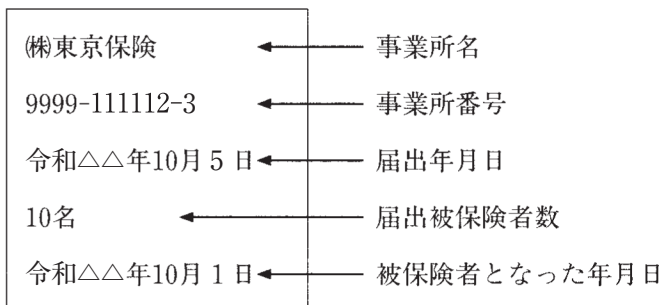 ㈱東京保険 事業所名
9999-111112-3 事業所番号
令和△△年10月5日 届出年月日
10名 届出被保険者数
令和△△年10月1日 被保険者となった年月日